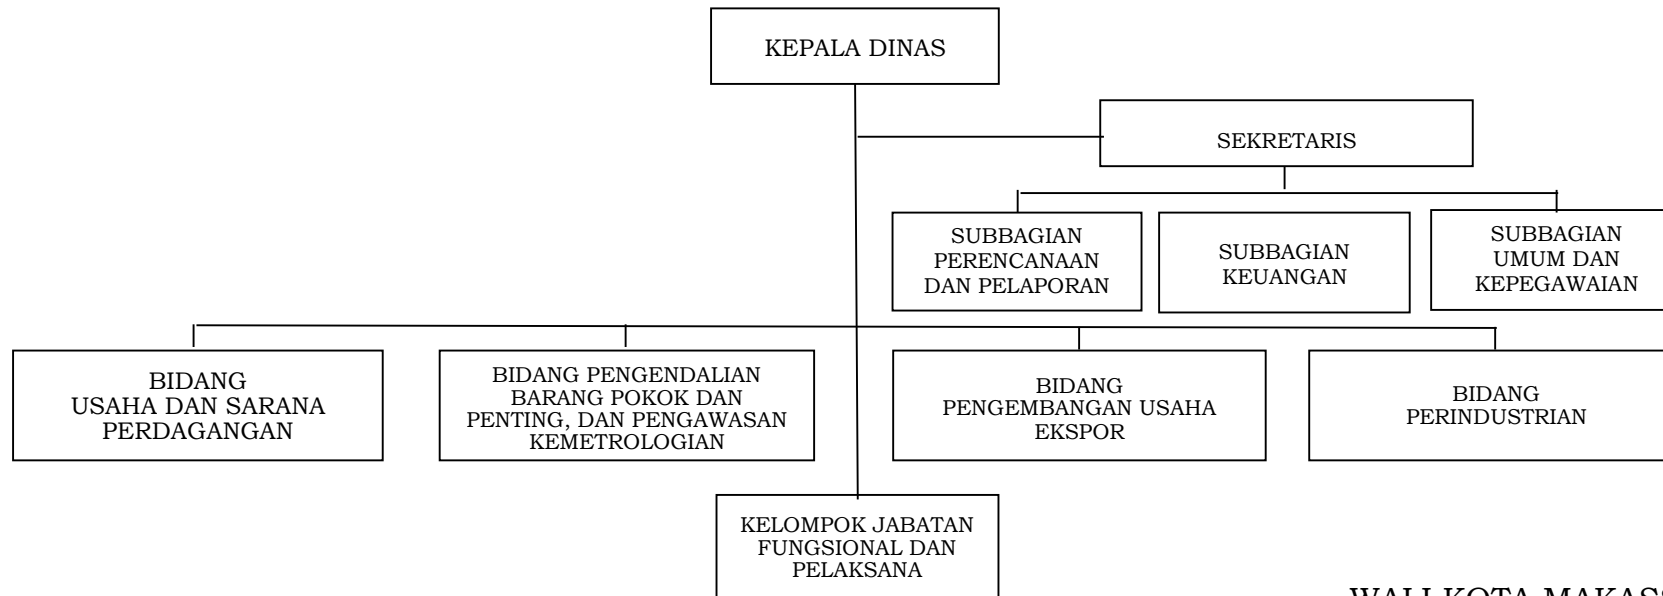 KEPALA DINAS
SEKRETARIS
SUBBAGIAN
PERENCANAAN
DAN PELAPORAN
SUBBAGIAN
KEUANGAN
SUBBAGIAN
UMUM DAN
KEPEGAWAIAN
BIDANG
USAHA DAN SARANA
PERDAGANGAN
BIDANG PENGENDALIAN
BARANG POKOK DAN
PENTING, DAN PENGAWASAN
KEMETROLOGIAN
BIDANG
PENGEMBANGAN USAHA
EKSPOR
BIDANG
PERINDUSTRIAN
KELOMPOK JABATAN
FUNGSIONAL DAN
PELAKSANA
WALI KOTA